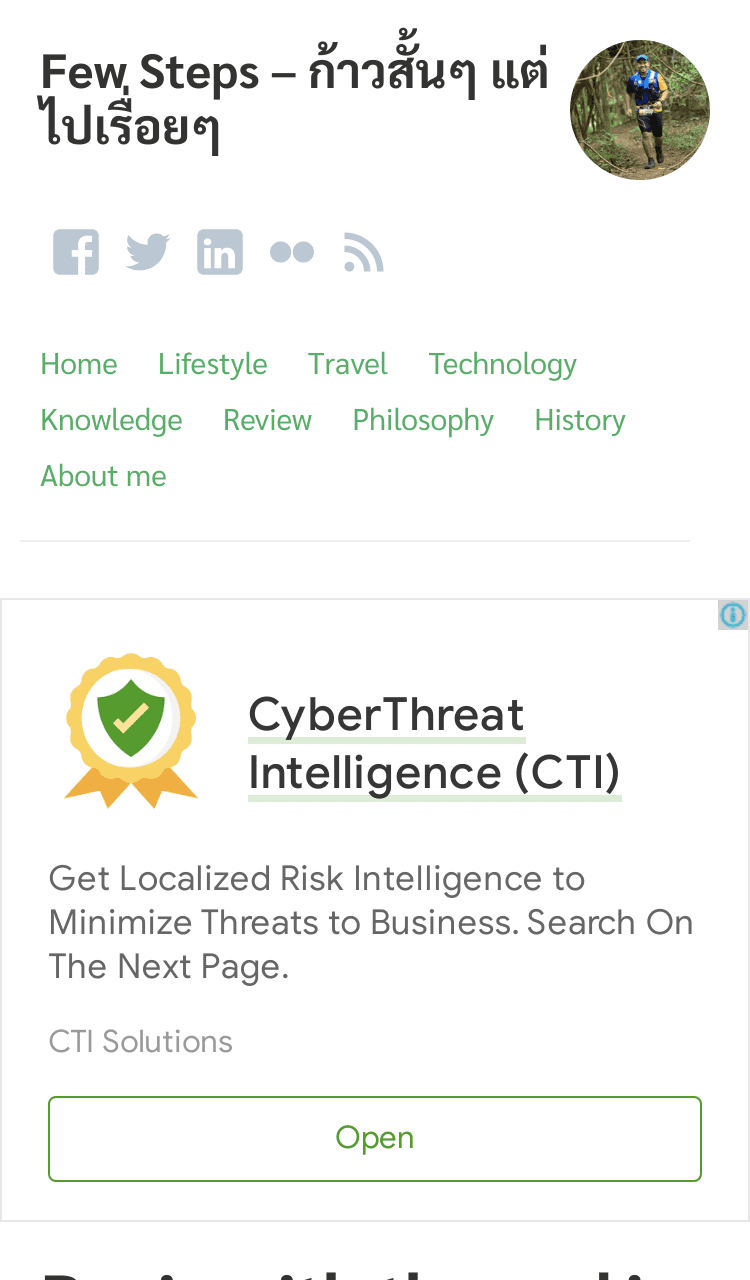 Few Steps – ก้าวสั้นๆ แต่
ไปเรื่อยๆ
Home Lifestyle Travel Technology
Knowledge Review Philosophy History
About me
CyberThreat
Intelligence (CTI)
Get Localized Risk Intelligence to
Minimize Threats to Business. Search On
The Next Page.
CTI Solutions
Open